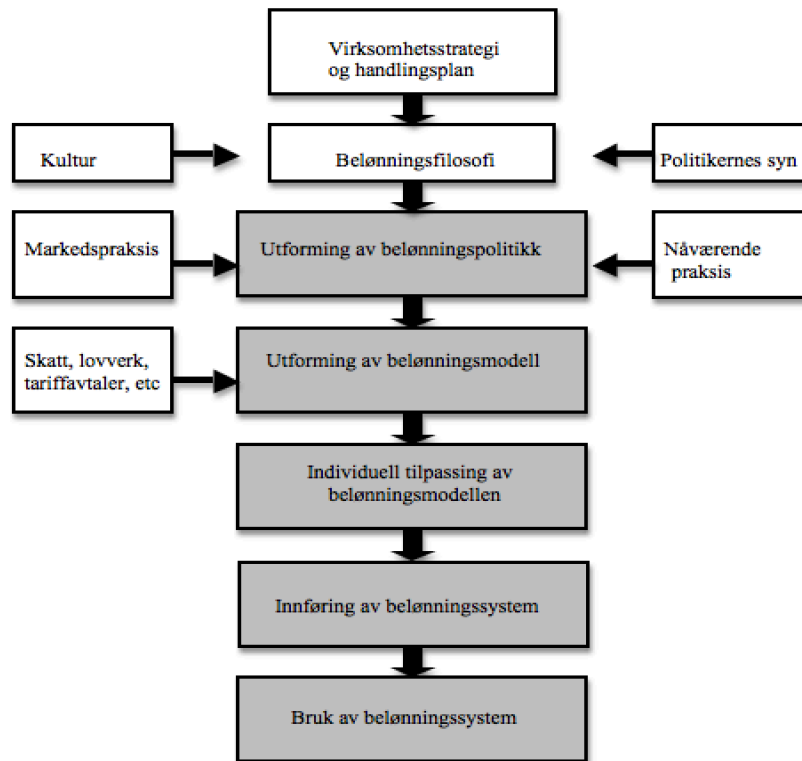 Virksomhetsstrategi
og handlingsplan
Kultur
Belønningsfilosofi
Politikernes syn
Markedspraksis
Utforming av belønningspolitikk
Nåværende
praksis
Skatt, lovverk,
tariffavtaler, etc
Utforming av belønningsmodell
Individuell tilpassing av
belønningsmodellen
Innføring av belønningssystem
Bruk av belønningssystem